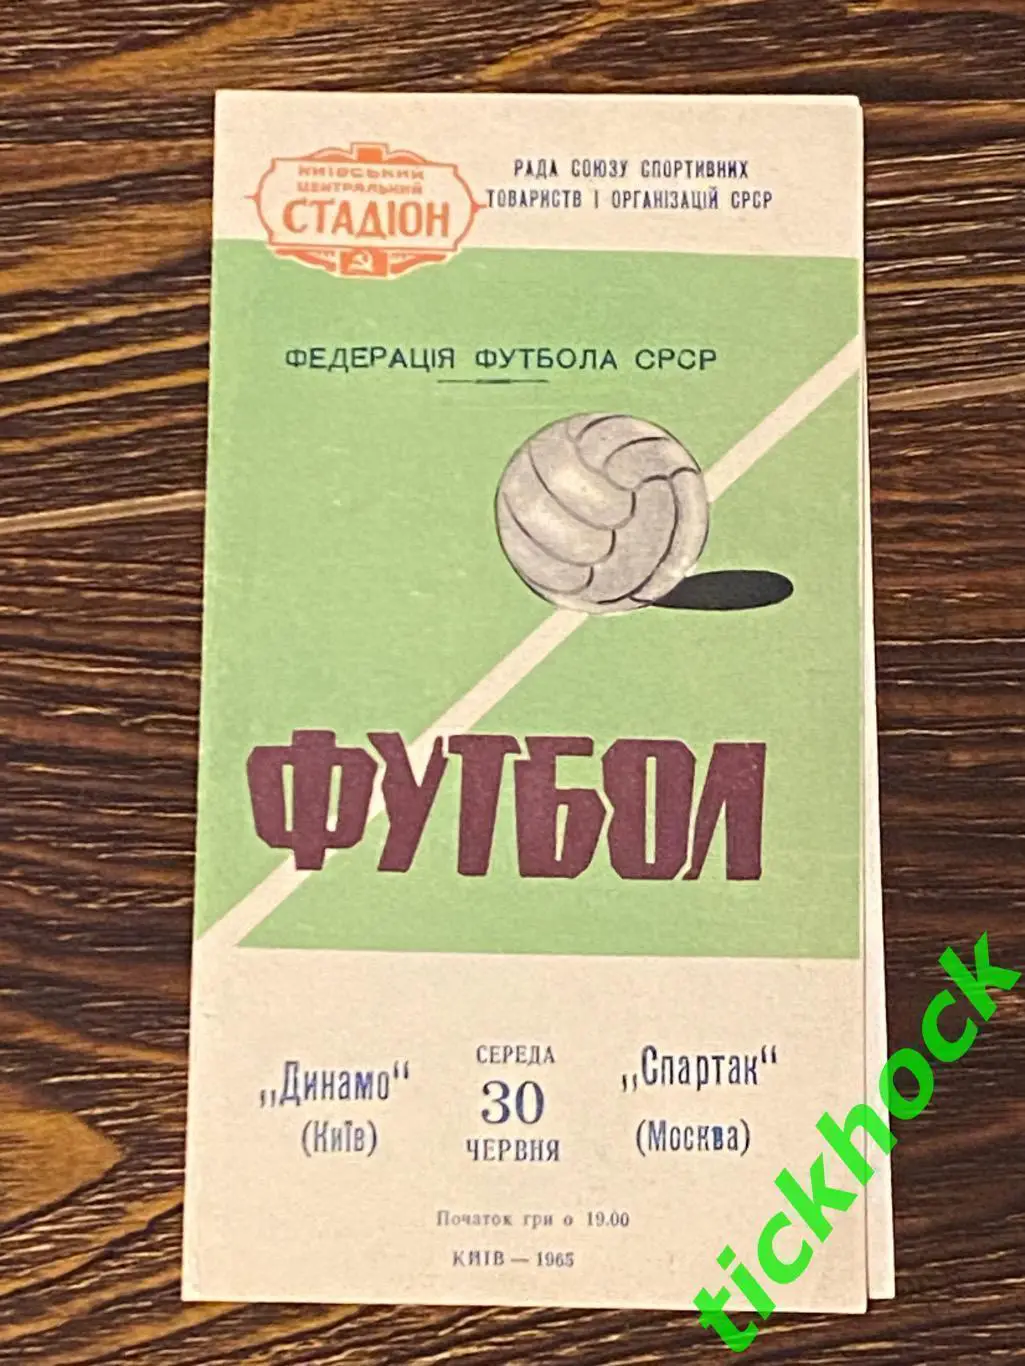 КИЇВСЬКИЙ
ЦЕНТРАЛЬНИЙ
СТАДІОН
РАДА СОЮЗУ СПОРТИВНИХ
ТОВАРИСТВ І ОРГАНІЗАЦІЙ СРСР
ФЕДЕРАЦІЯ ФУТБОЛА СРСР
ФУТБОЛ
„Динамо“
(Київ)
СЕРЕДА
30
ЧЕРВНЯ
„Спартак“
(Москва)
Початок гри о 19.00
КИЇВ — 1965
tickhock